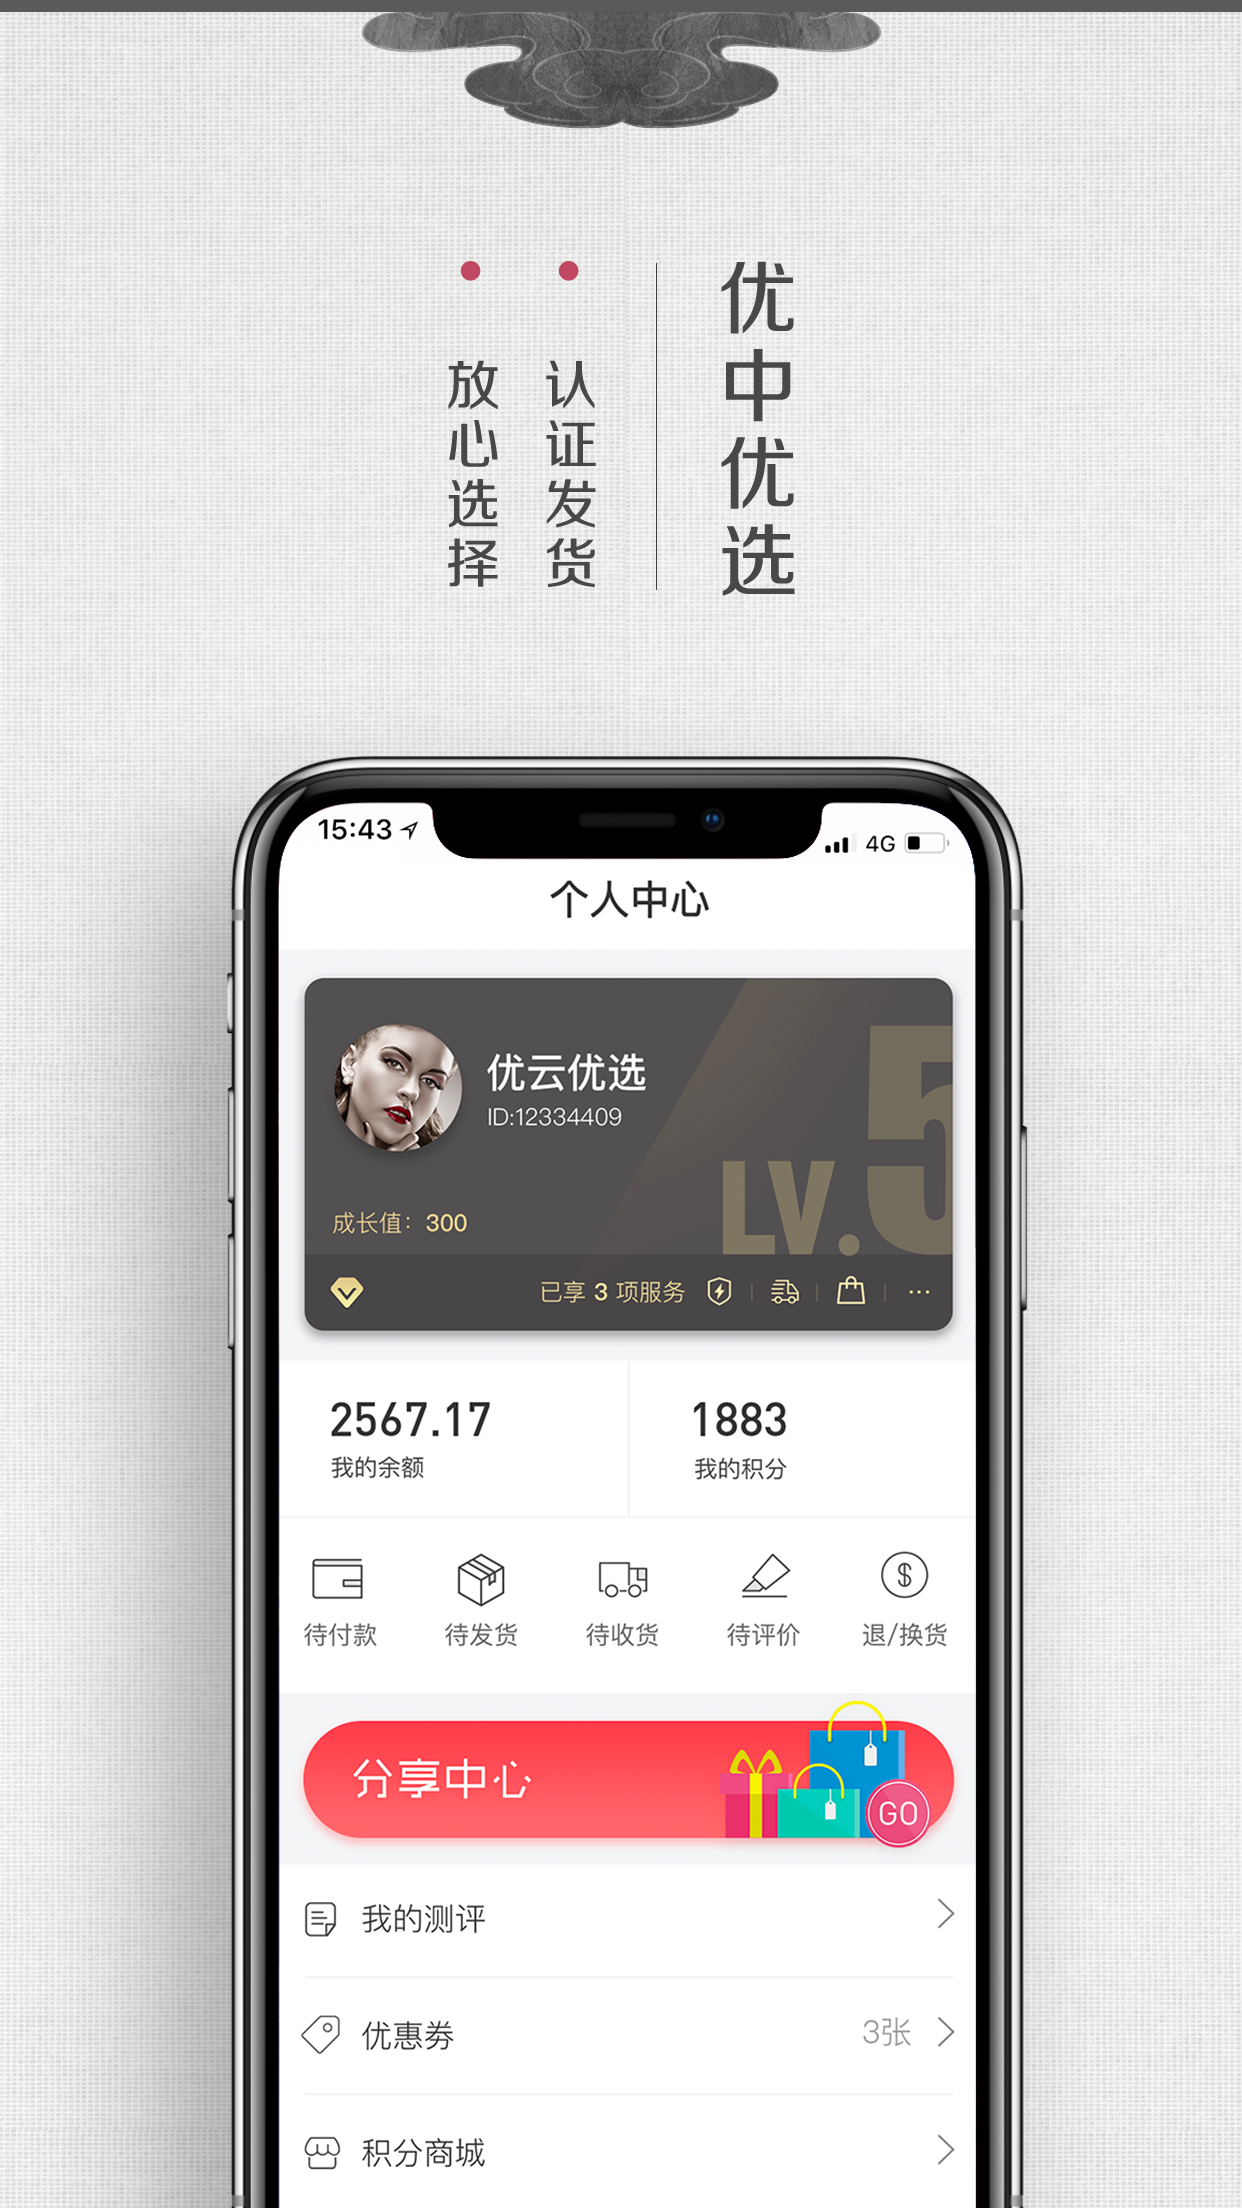 优中优选
认证发货
放心选择
15:43
4G
个人中心
优云优选
ID:12334409
LV.5
成长值：300
已享 3 项服务
2567.17
1883
我的余额
我的积分
待付款
待发货
待收货
待评价
退/换货
分享中心
GO
我的测评
优惠券
3张
积分商城